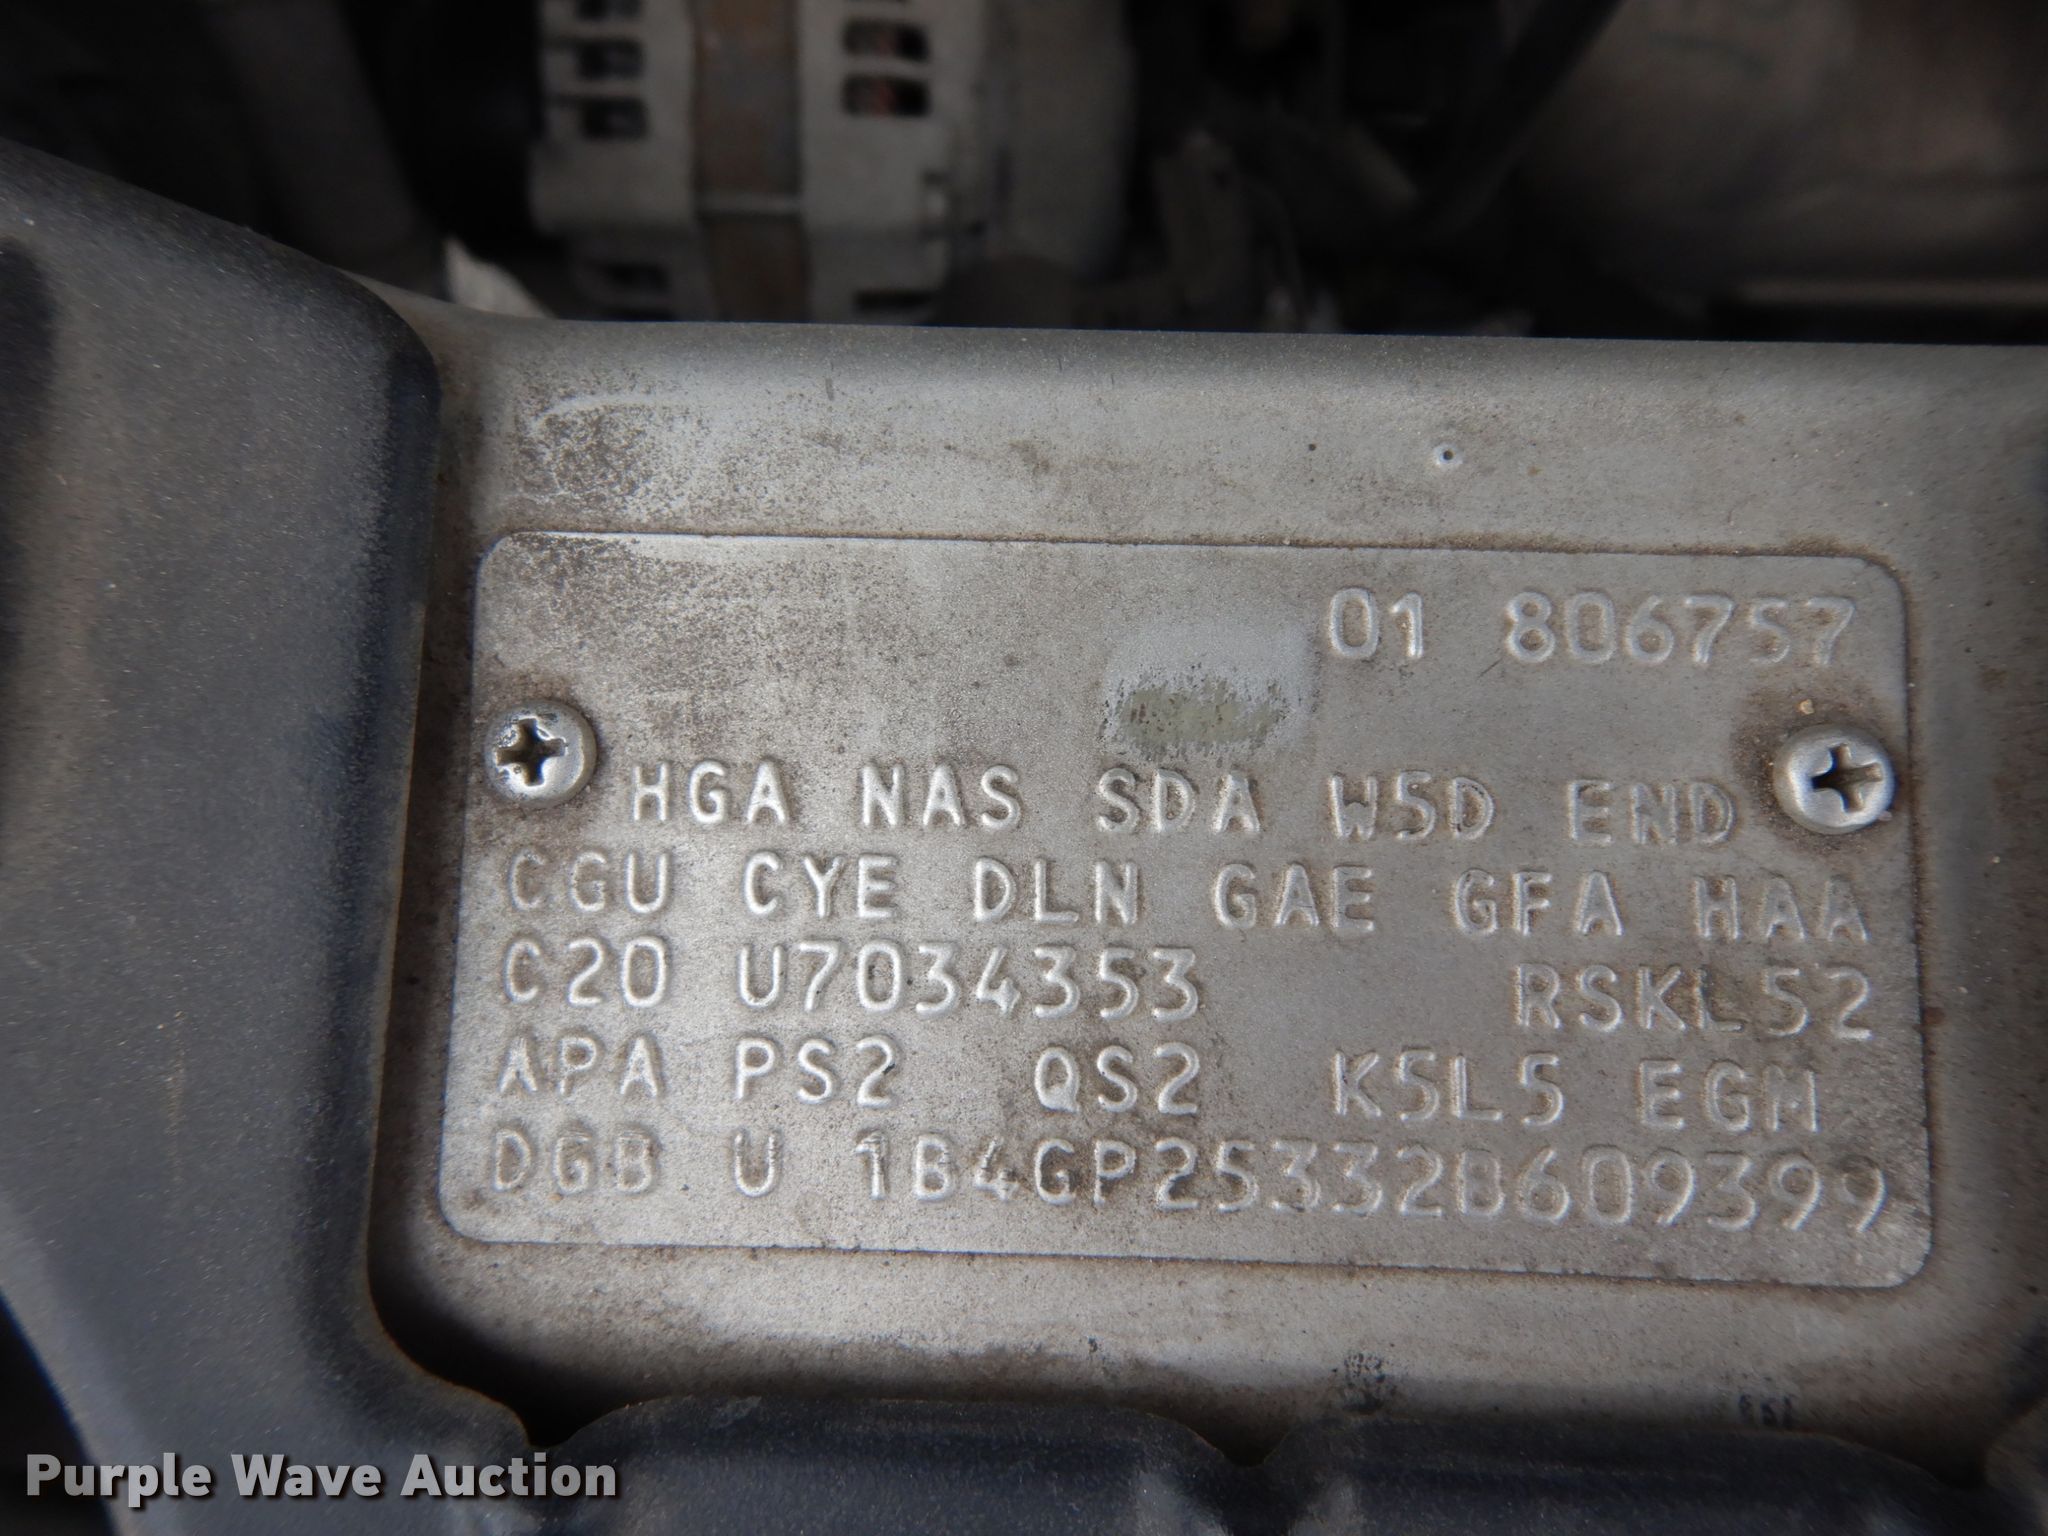 01 806757
HGA NAS SDA W5D END
CGU CYE DLN GAE GFA HAA
C20 U7034353 RSKL52
APA PS2 QS2 K5L5 EGM
DGB U 1B4GP25332B609399
Purple Wave Auction